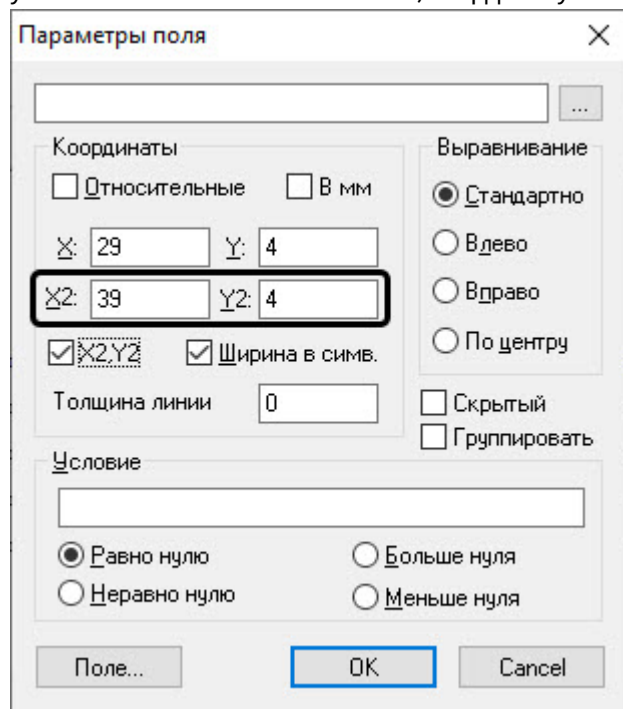 Параметры поля
...
Координаты
Относительные В мм
X: 29 Y: 4
X2: 39 Y2: 4
X2,Y2 Ширина в симв.
Толщина линии 0
Выравнивание
Стандартно
Влево
Вправо
По центру
Скрытый
Группировать
Условие
Равно нулю Больше нуля
Неравно нулю Меньше нуля
Поле... OK Cancel